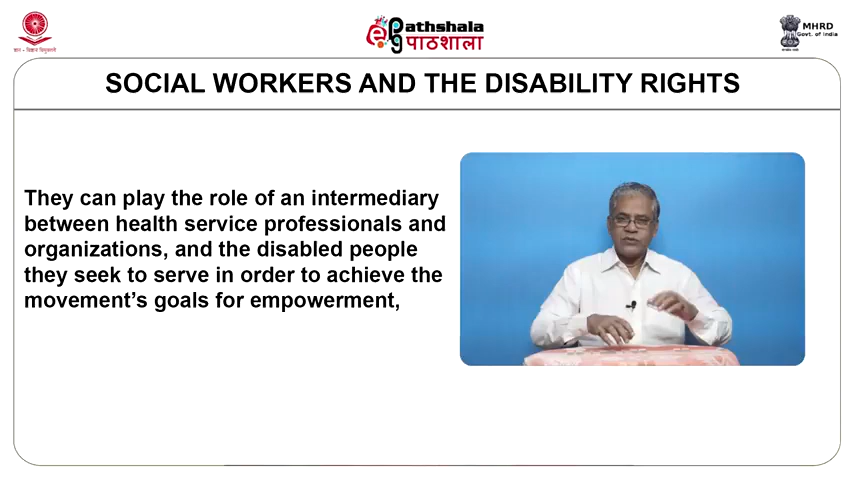 ePathshala
पाठशाला
MHRD
Govt. of India
SOCIAL WORKERS AND THE DISABILITY RIGHTS
They can play the role of an intermediary
between health service professionals and
organizations, and the disabled people
they seek to serve in order to achieve the
movement’s goals for empowerment,